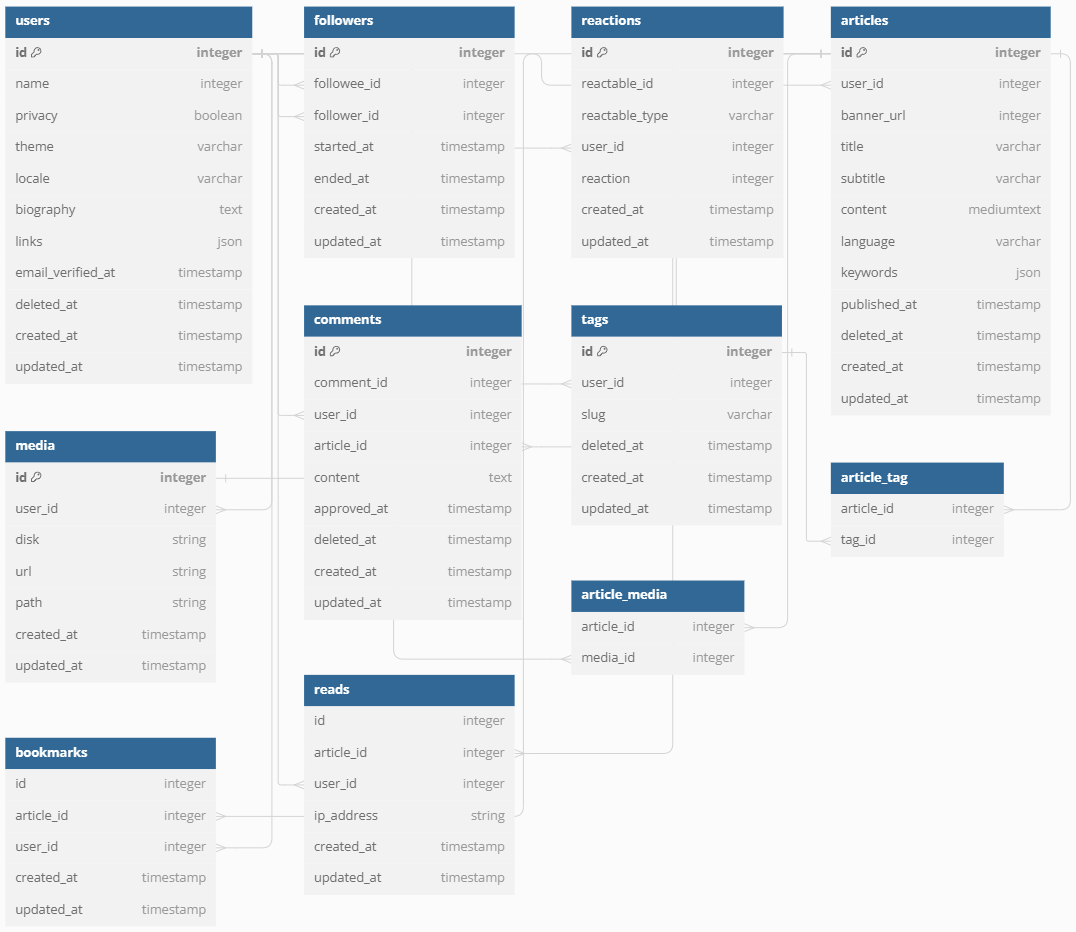 users
id integer
name integer
privacy boolean
theme varchar
locale varchar
biography text
links json
email_verified_at timestamp
deleted_at timestamp
created_at timestamp
updated_at timestamp
followers
id integer
followee_id integer
follower_id integer
started_at timestamp
ended_at timestamp
created_at timestamp
updated_at timestamp
reactions
id integer
reactable_id integer
reactable_type varchar
user_id integer
reaction integer
created_at timestamp
updated_at timestamp
articles
id integer
user_id integer
banner_url integer
title varchar
subtitle varchar
content mediumtext
language varchar
keywords json
published_at timestamp
deleted_at timestamp
created_at timestamp
updated_at timestamp
comments
id integer
comment_id integer
user_id integer
article_id integer
content text
approved_at timestamp
deleted_at timestamp
created_at timestamp
updated_at timestamp
tags
id integer
user_id integer
slug varchar
deleted_at timestamp
created_at timestamp
updated_at timestamp
media
id integer
user_id integer
disk string
url string
path string
created_at timestamp
updated_at timestamp
article_tag
article_id integer
tag_id integer
article_media
article_id integer
media_id integer
reads
id integer
article_id integer
user_id integer
ip_address string
created_at timestamp
updated_at timestamp
bookmarks
id integer
article_id integer
user_id integer
created_at timestamp
updated_at timestamp